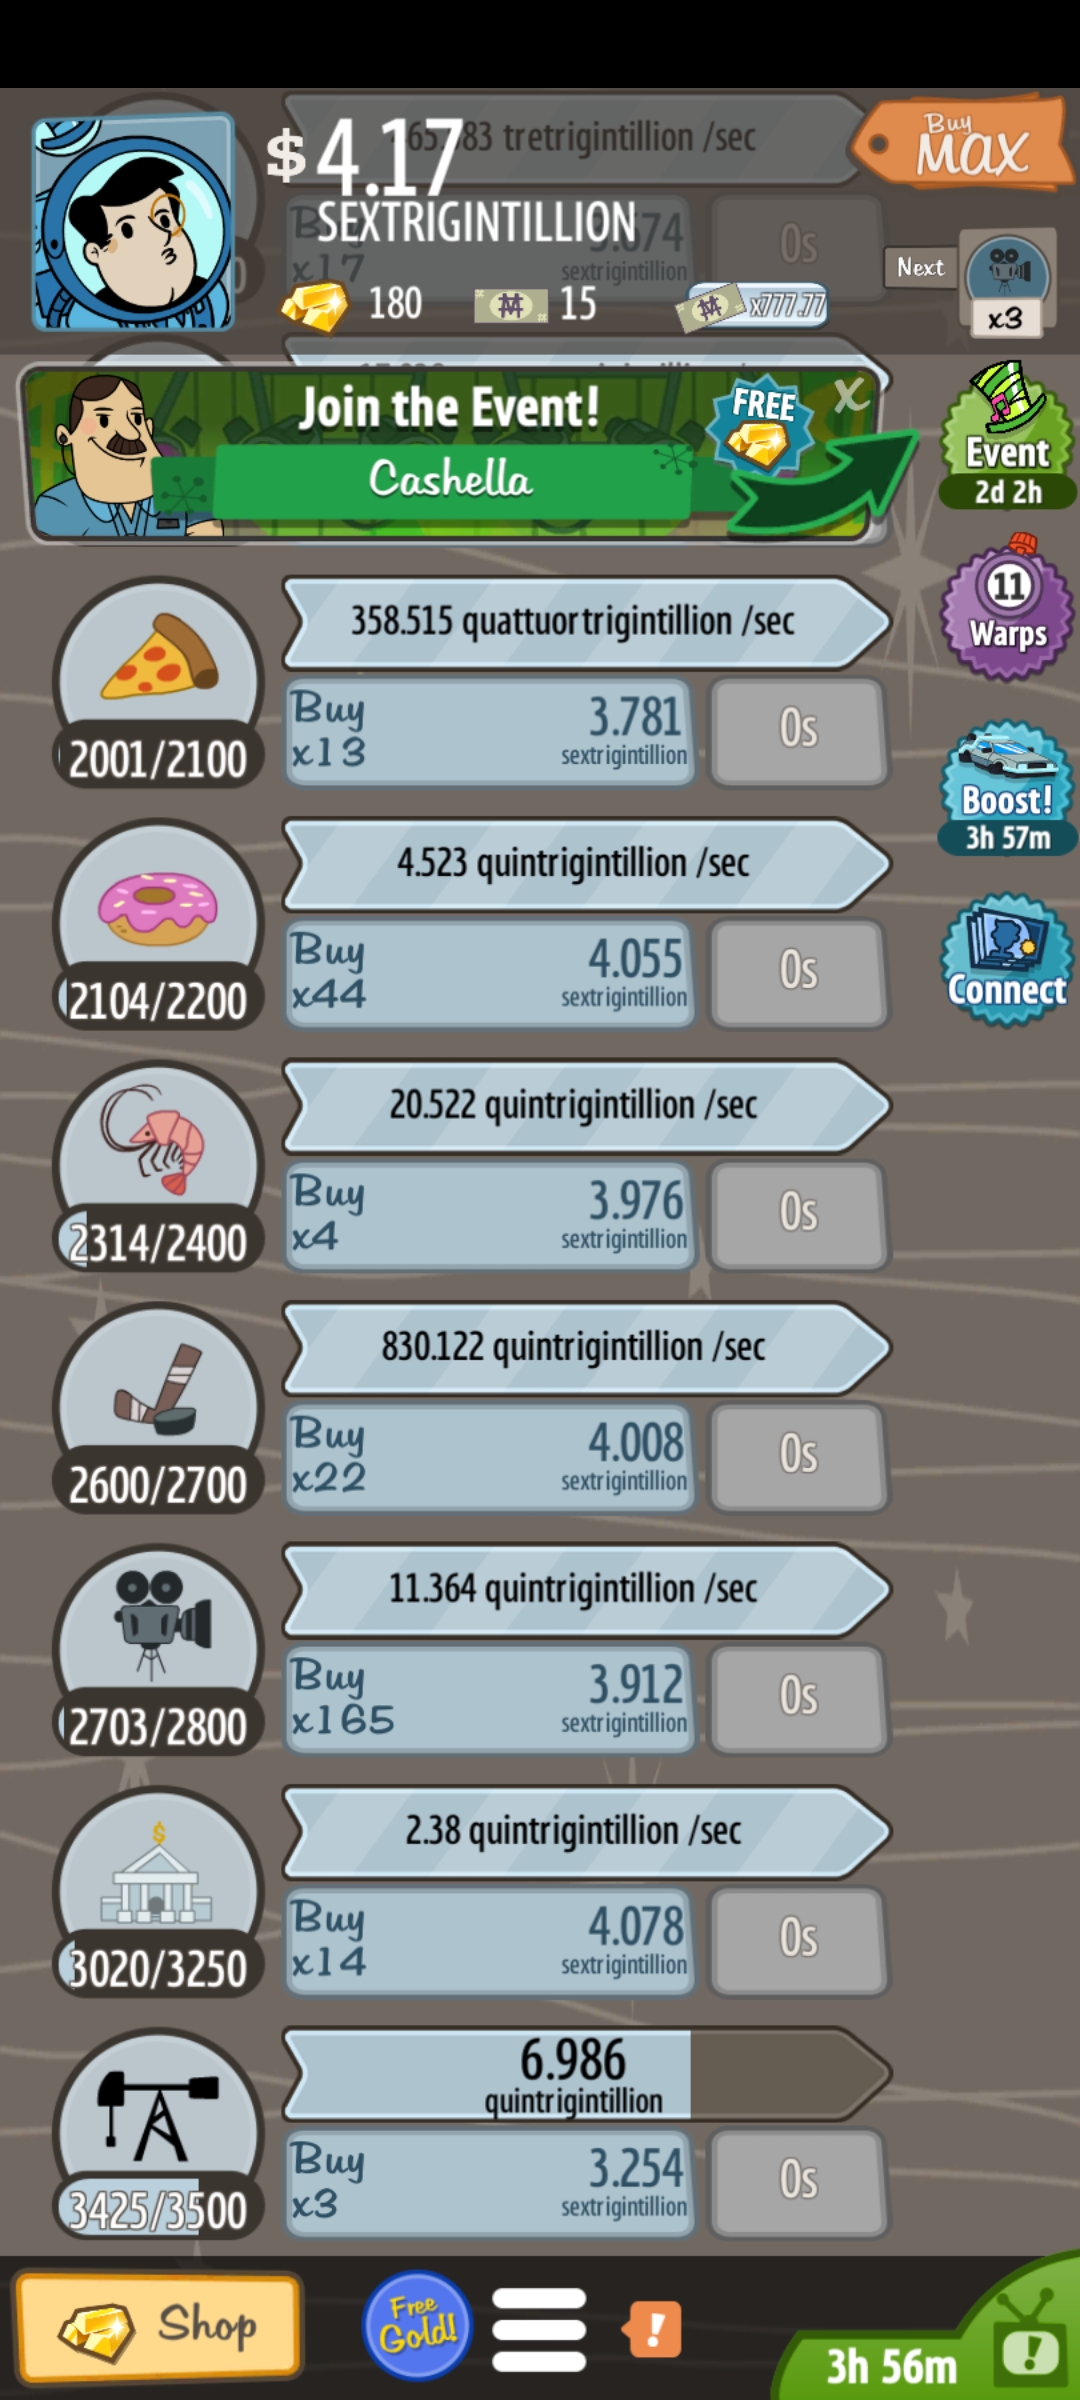 tretrigintillion /sec
Buy
MAX
$4.17
SEXTRIGINTILLION
Buy
x17
3.674
sextrigintillion
0s
Next
x3
180
15
x777.77
Join the Event!
FREE
X
Cashella
Event
2d 2h
11
Warps
358.515 quattuortrigintillion /sec
Buy
x13
3.781
sextrigintillion
0s
2001/2100
Boost!
3h 57m
4.523 quintrigintillion /sec
Buy
x44
4.055
sextrigintillion
0s
2104/2200
Connect
20.522 quintrigintillion /sec
Buy
x4
3.976
sextrigintillion
0s
2314/2400
830.122 quintrigintillion /sec
Buy
x22
4.008
sextrigintillion
0s
2600/2700
11.364 quintrigintillion /sec
Buy
x165
3.912
sextrigintillion
0s
2703/2800
$
2.38 quintrigintillion /sec
Buy
x14
4.078
sextrigintillion
0s
3020/3250
6.986
quintrigintillion
Buy
x3
3.254
sextrigintillion
0s
3425/3500
Shop
Free
Gold!
!
3h 56m
!